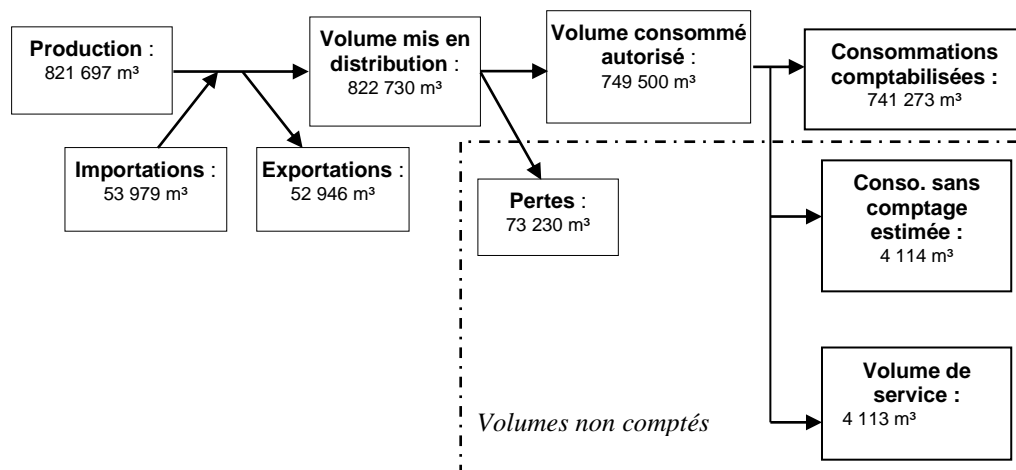 Production :
821 697 m³
Volume mis en
distribution :
822 730 m³
Volume consommé
autorisé :
749 500 m³
Consommations
comptabilisées :
741 273 m³
Importations :
53 979 m³
Exportations :
52 946 m³
Pertes :
73 230 m³
Conso. sans
comptage
estimée :
4 114 m³
Volume de
service :
4 113 m³
Volumes non comptés